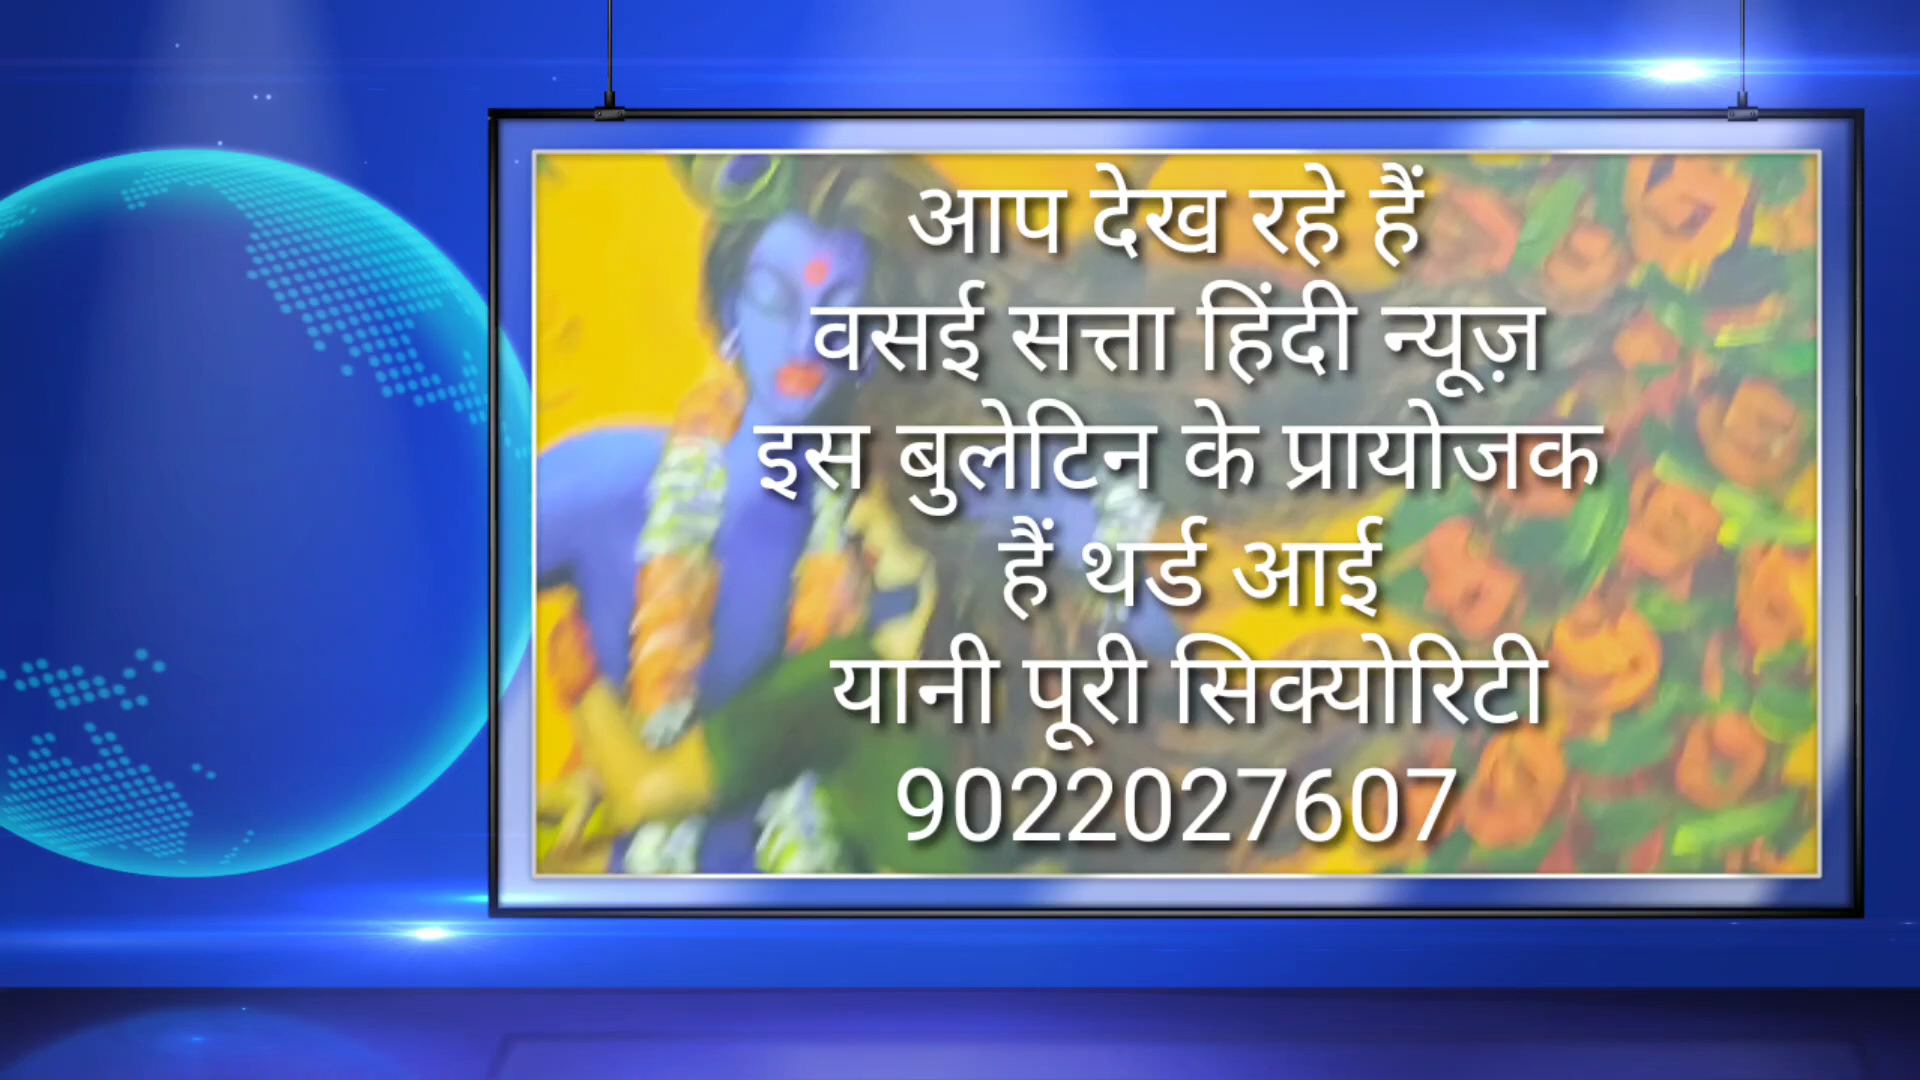 आप देख रहे हैं
वसई सत्ता हिंदी न्यूज़
इस बुलेटिन के प्रायोजक
हैं थर्ड आई
यानी पूरी सिक्योरिटी
9022027607